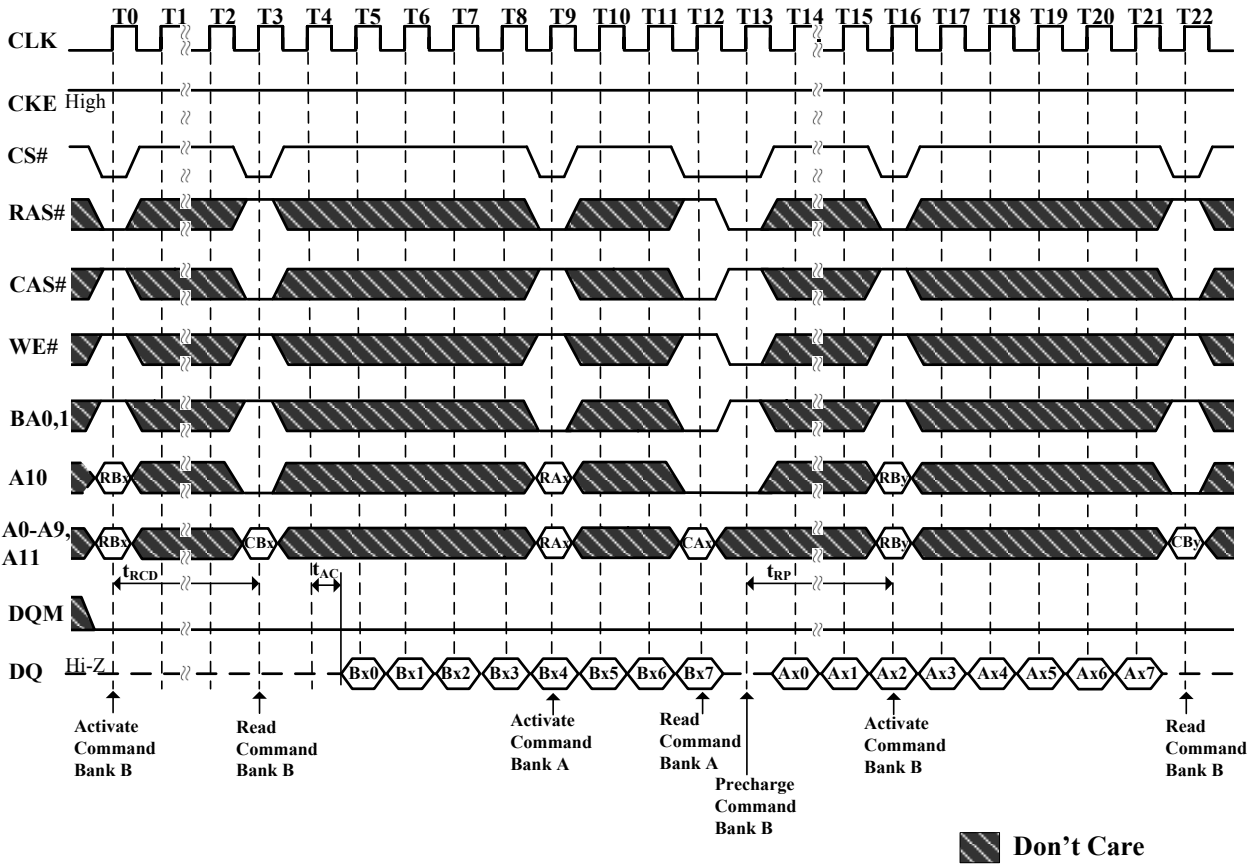 T0 T1 T2 T3 T4 T5 T6 T7 T8 T9 T10 T11 T12 T13 T14 T15 T16 T17 T18 T19 T20 T21 T22
CLK
CKE High
CS#
RAS#
CAS#
WE#
BA0,1
A10 RBx RAx RBy
A0-A9,
A11 RBx CBx RAx CAx RBy CBy
tRCD tAC tRP
DQM
DQ Hi-Z Bx0 Bx1 Bx2 Bx3 Bx4 Bx5 Bx6 Bx7 Ax0 Ax1 Ax2 Ax3 Ax4 Ax5 Ax6 Ax7
Activate
Command
Bank B
Read
Command
Bank B
Activate
Command
Bank A
Read
Command
Bank A
Precharge
Command
Bank B
Activate
Command
Bank B
Read
Command
Bank B
Don't Care